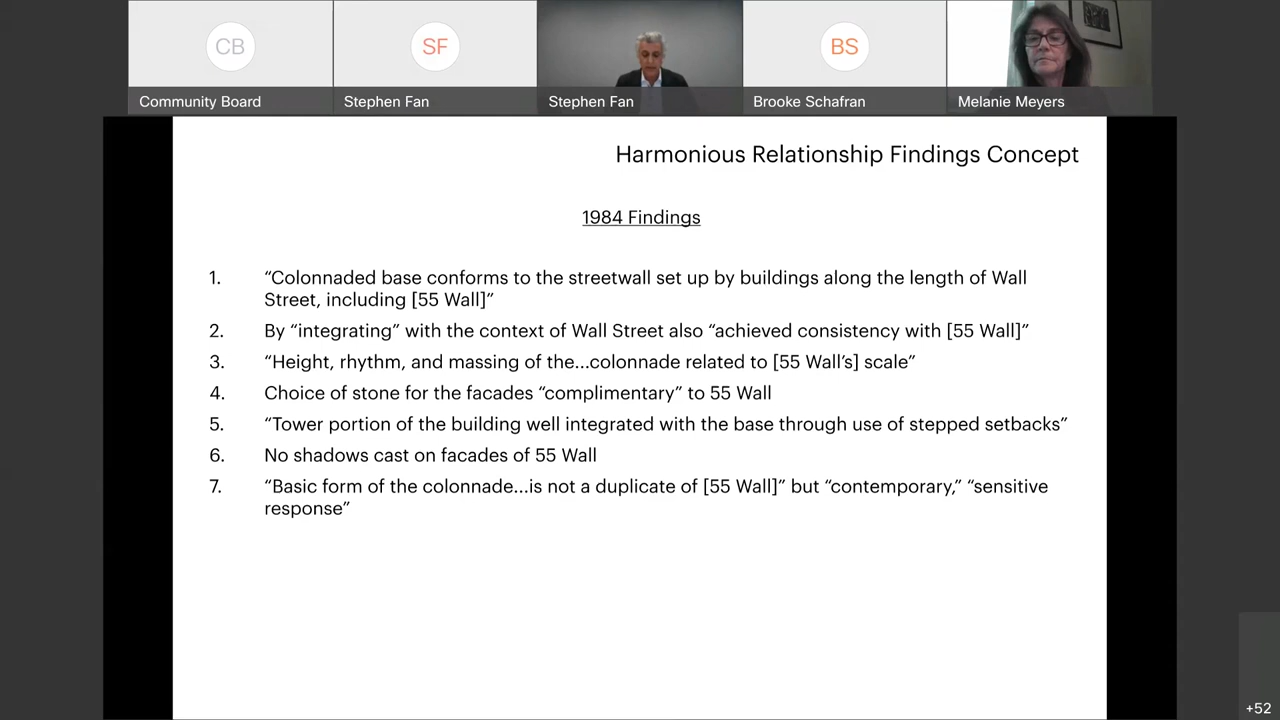 CB
SF
BS
Community Board
Stephen Fan
Stephen Fan
Brooke Schafran
Melanie Meyers
Harmonious Relationship Findings Concept
1984 Findings
1. “Colonnaded base conforms to the streetwall set up by buildings along the length of Wall
Street, including [55 Wall]”
2. By “integrating” with the context of Wall Street also “achieved consistency with [55 Wall]”
3. “Height, rhythm, and massing of the...colonnade related to [55 Wall’s] scale”
4. Choice of stone for the facades “complimentary” to 55 Wall
5. “Tower portion of the building well integrated with the base through use of stepped setbacks”
6. No shadows cast on facades of 55 Wall
7. “Basic form of the colonnade...is not a duplicate of [55 Wall]” but “contemporary,” “sensitive
response”
+52